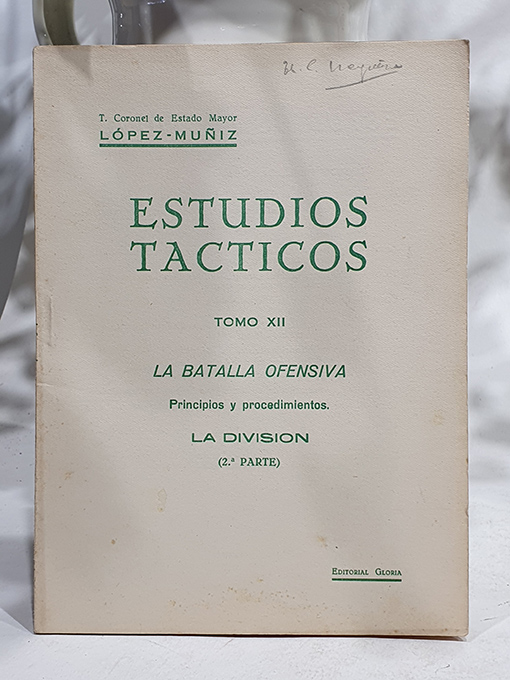 T. Coronel de Estado Mayor
LÓPEZ-MUÑIZ
ESTUDIOS
TACTICOS
TOMO XII
LA BATALLA OFENSIVA
Principios y procedimientos.
LA DIVISION
(2.ª PARTE)
EDITORIAL GLORIA